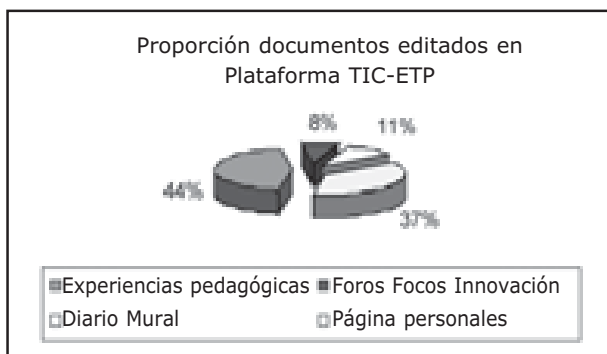 Proporción documentos editados en
Plataforma TIC-ETP
8%
11%
44%
37%
Experiencias pedagógicas Foros Focos Innovación
Diario Mural Página personales